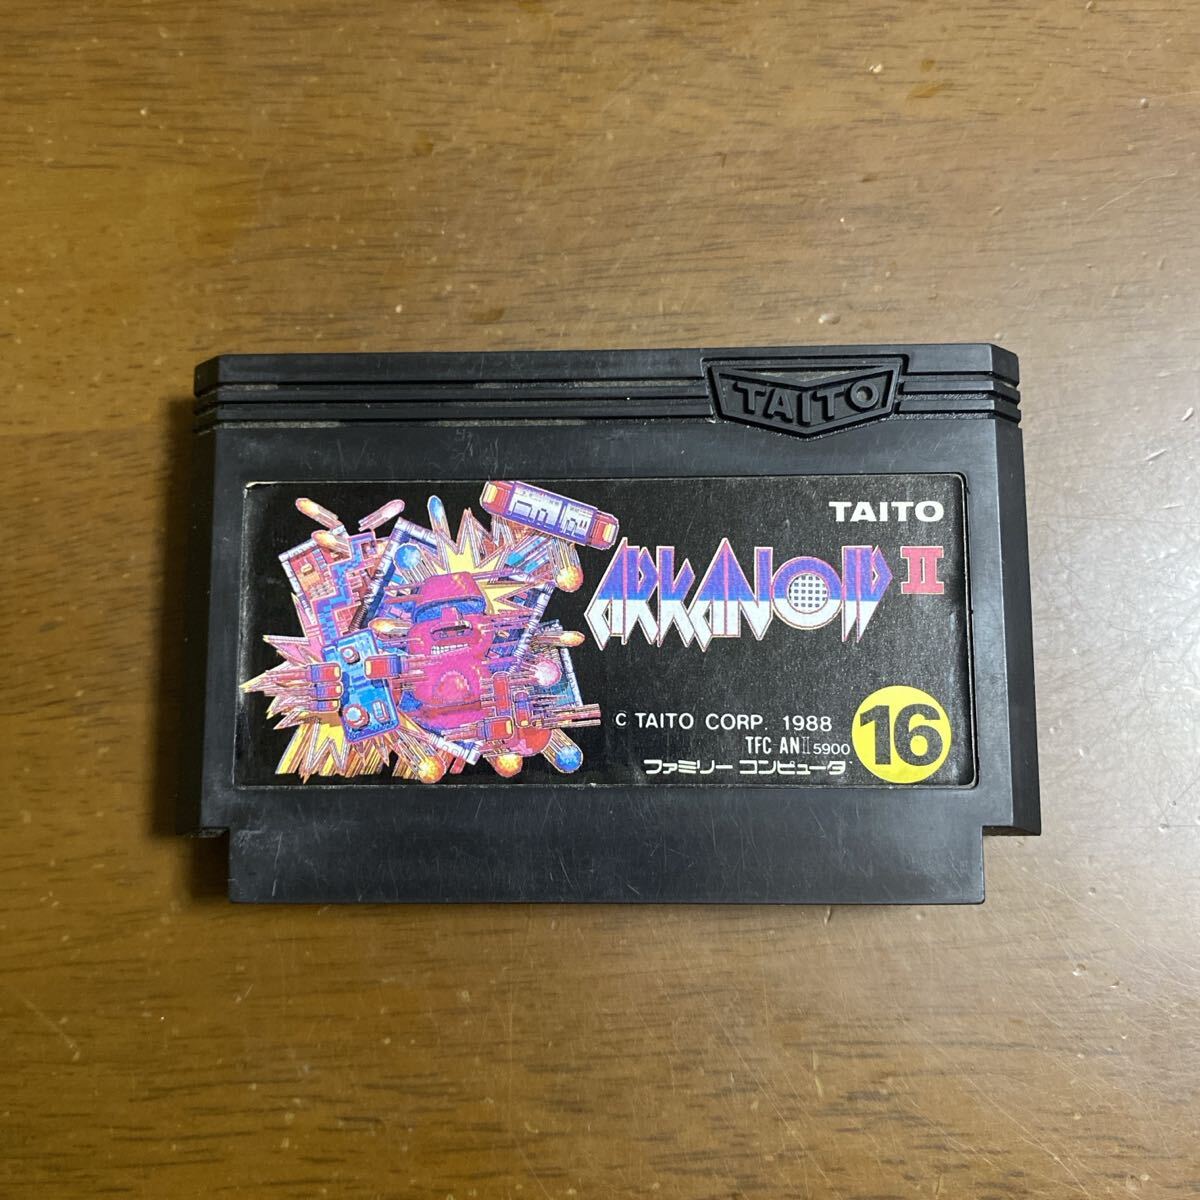 TAITO
TAITO
ARKANOID II
C TAITO CORP. 1988
TFC ANII 5900
ファミリー コンピュータ
16